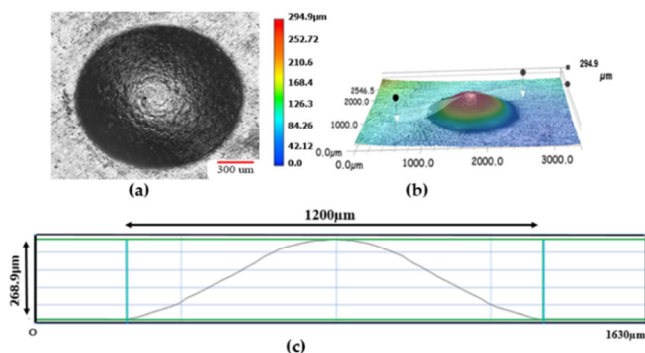 294.9µm
252.72
210.6
168.4
126.3
84.26
42.12
0.0
300 um
(a)
294.9
µm
2546.5
2000.0
1000.0
0.0µm
0.0µm
1000.0
2000.0
3000.0
(b)
1200µm
268.9µm
O
1630µm
(c)